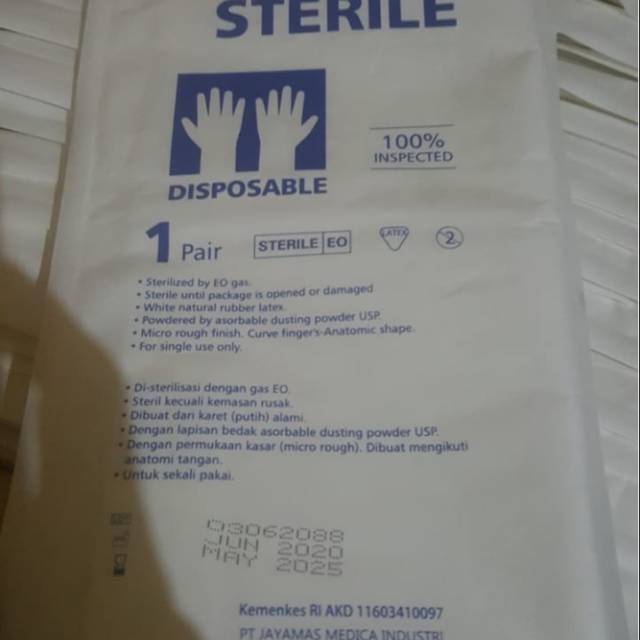 STERILE
DISPOSABLE
100%
INSPECTED
1 Pair
STERILE EO
LATEX
2
• Sterilized by EO gas.
• Sterile until package is opened or damaged
• White natural rubber latex.
• Powdered by asorbable dusting powder USP.
• Micro rough finish. Curve finger's-Anatomic shape.
• For single use only.
• Di-sterilisasi dengan gas EO.
• Steril kecuali kemasan rusak.
• Dibuat dari karet (putih) alami.
• Dengan lapisan bedak asorbable dusting powder USP.
• Dengan permukaan kasar (micro rough). Dibuat mengikuti
anatomi tangan.
• Untuk sekali pakai.
03062088
JUN 2020
MAY 2025
Kemenkes RI AKD 11603410097
PT JAYAMAS MEDICA INDUSTRI